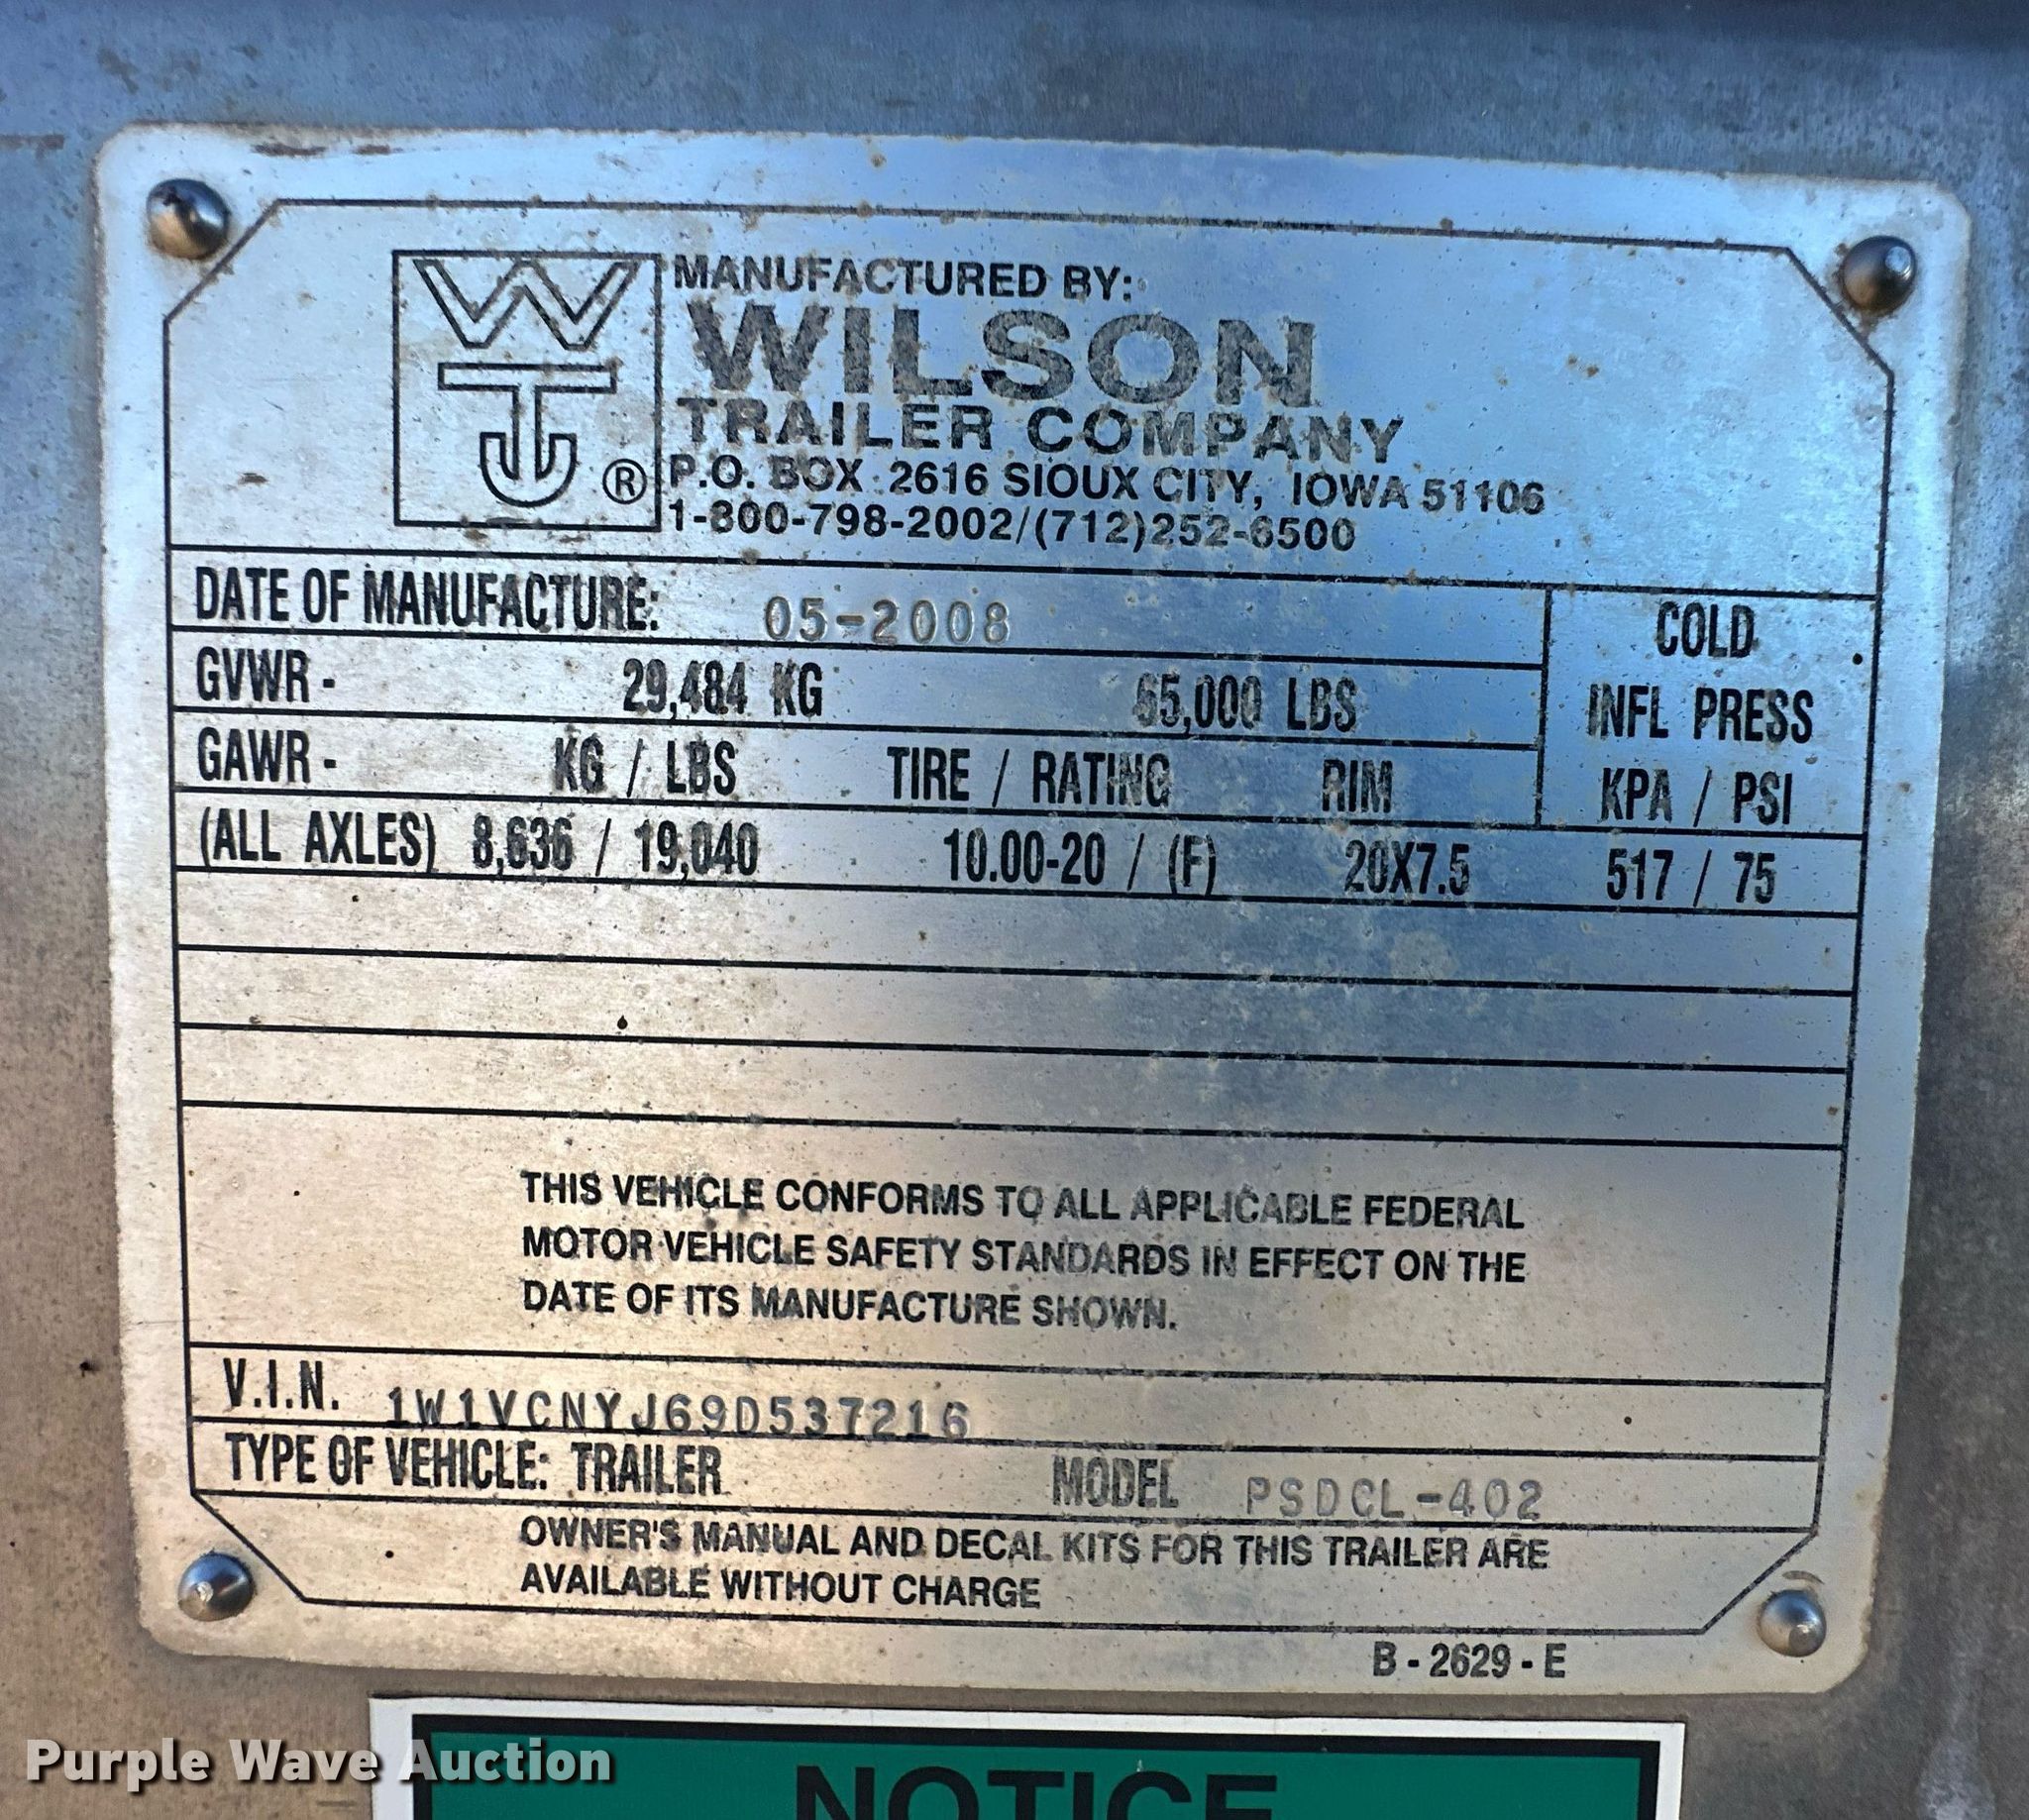 WT
®
MANUFACTURED BY:
WILSON
TRAILER COMPANY
P.O. BOX 2616 SIOUX CITY, IOWA 51106
1-800-798-2002/(712)252-6500
DATE OF MANUFACTURE: 05-2008
COLD
GVWR - 29,484 KG 65,000 LBS
INFL PRESS
GAWR - KG / LBS TIRE / RATING RIM
KPA / PSI
(ALL AXLES) 8,636 / 19,040 10.00-20 / (F) 20X7.5 517 / 75
THIS VEHICLE CONFORMS TO ALL APPLICABLE FEDERAL
MOTOR VEHICLE SAFETY STANDARDS IN EFFECT ON THE
DATE OF ITS MANUFACTURE SHOWN.
V.I.N. 1W1VCNYJ69D537216
TYPE OF VEHICLE: TRAILER MODEL PSDCL-402
OWNER'S MANUAL AND DECAL KITS FOR THIS TRAILER ARE
AVAILABLE WITHOUT CHARGE
B - 2629 - E
NOTICE
Purple Wave Auction